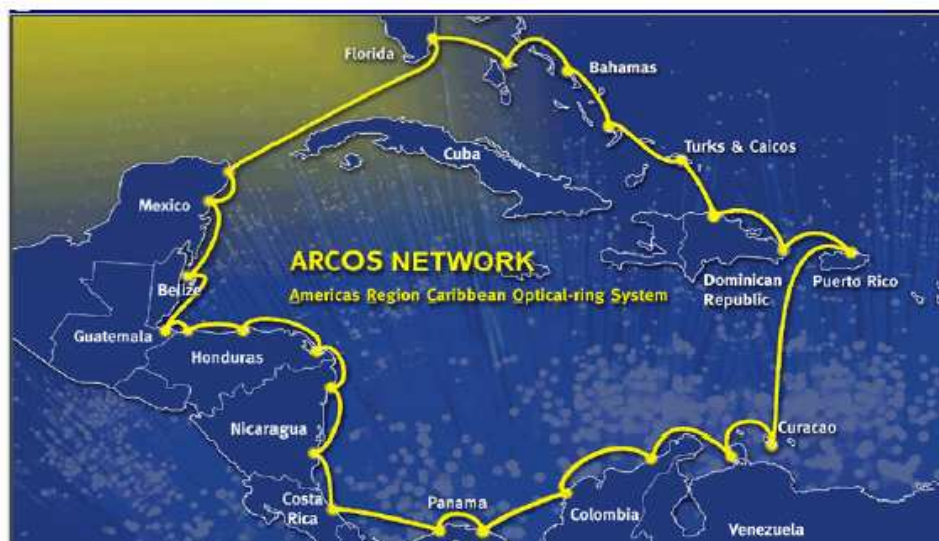 Florida
Bahamas
Cuba
Turks & Caicos
Mexico
ARCOS NETWORK
Americas Region Caribbean Optical-ring System
Belize
Dominican
Republic
Puerto Rico
Guatemala
Honduras
Nicaragua
Curacao
Costa
Rica
Panama
Colombia
Venezuela